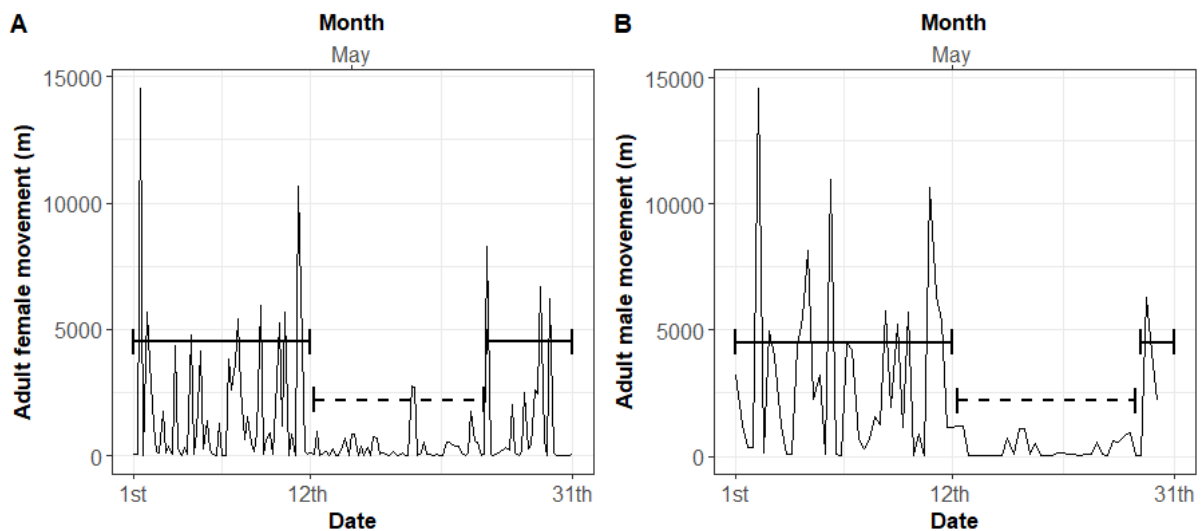 A
Month
May
Adult female movement (m)
15000
10000
5000
0
1st
12th
31th
Date
B
Month
May
Adult male movement (m)
15000
10000
5000
0
1st
12th
31th
Date